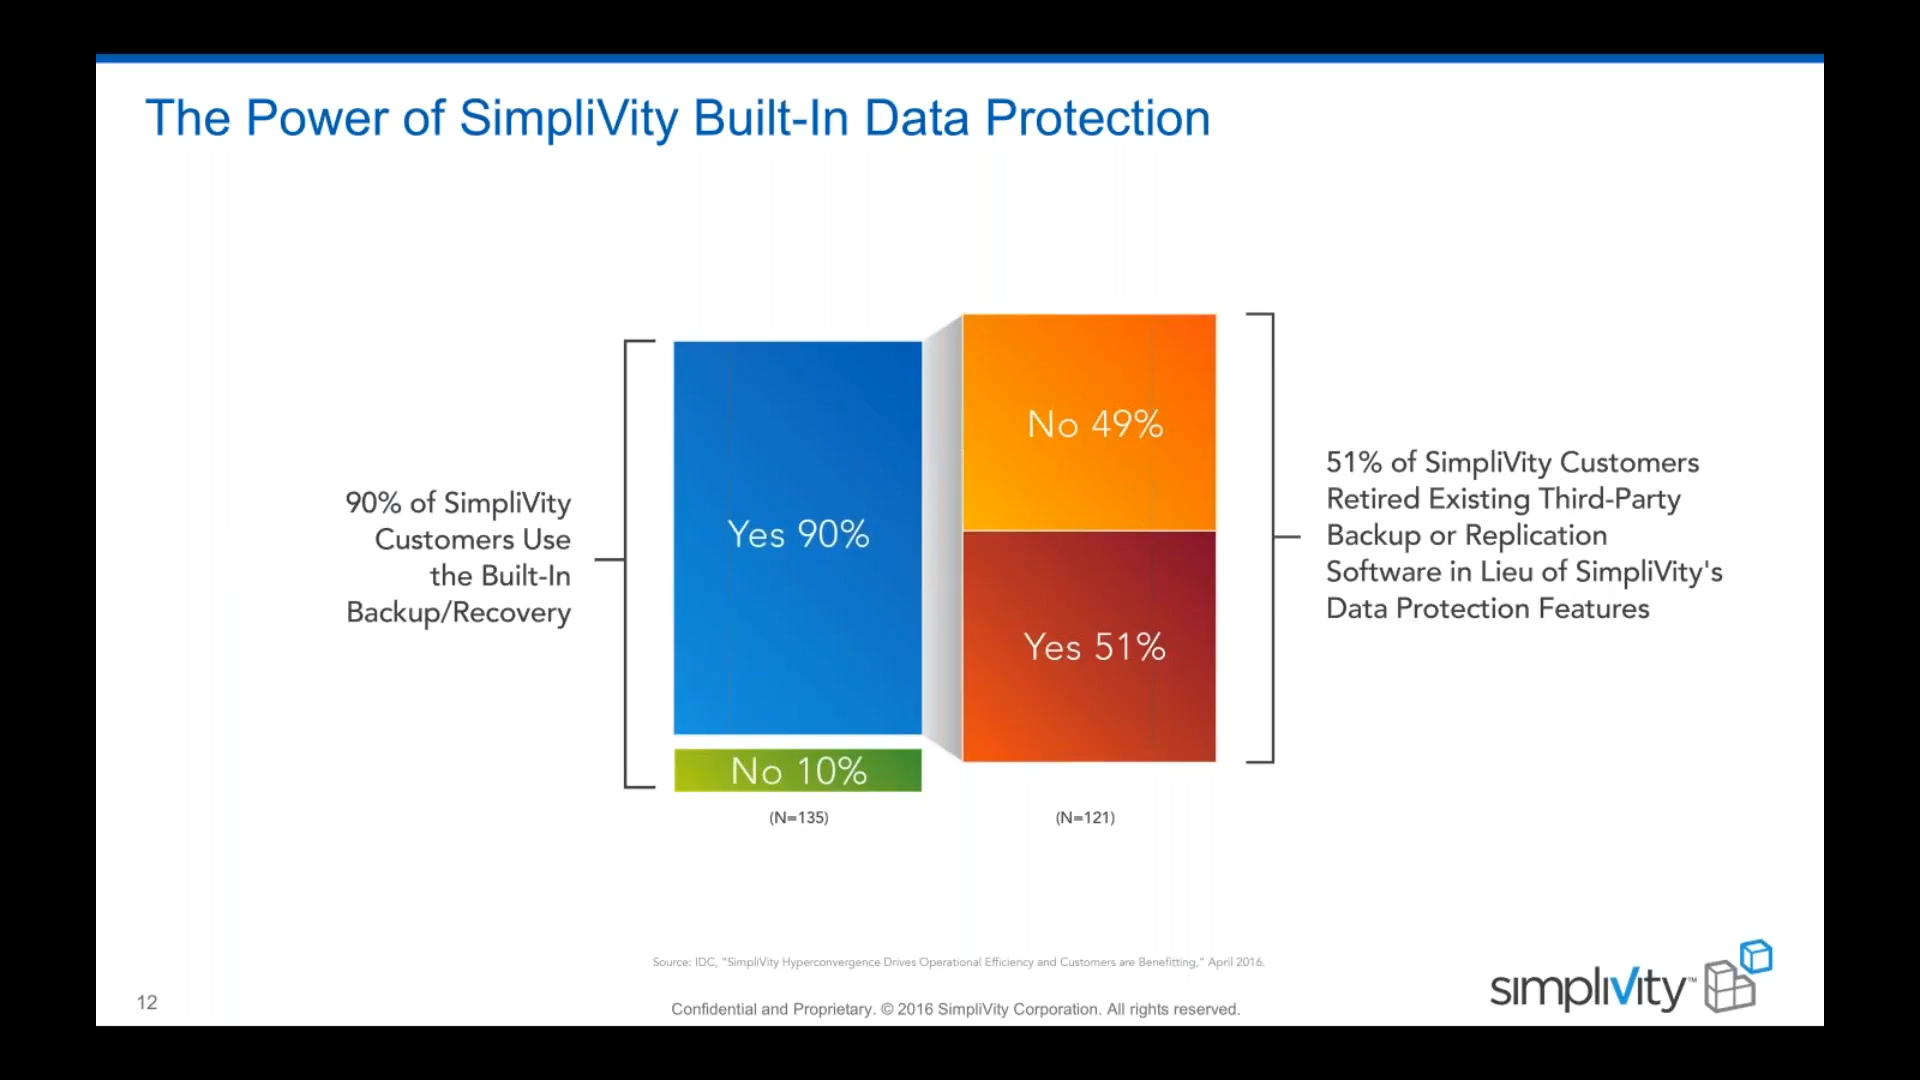 The Power of SimpliVity Built-In Data Protection
90% of SimpliVity
Customers Use
the Built-In
Backup/Recovery
Yes 90%
No 10%
(N=135)
No 49%
Yes 51%
(N=121)
51% of SimpliVity Customers
Retired Existing Third-Party
Backup or Replication
Software in Lieu of SimpliVity's
Data Protection Features
Source: IDC, "SimpliVity Hyperconvergence Drives Operational Efficiency and Customers are Benefitting," April 2016.
12
Confidential and Proprietary. © 2016 SimpliVity Corporation. All rights reserved.
simplivity™